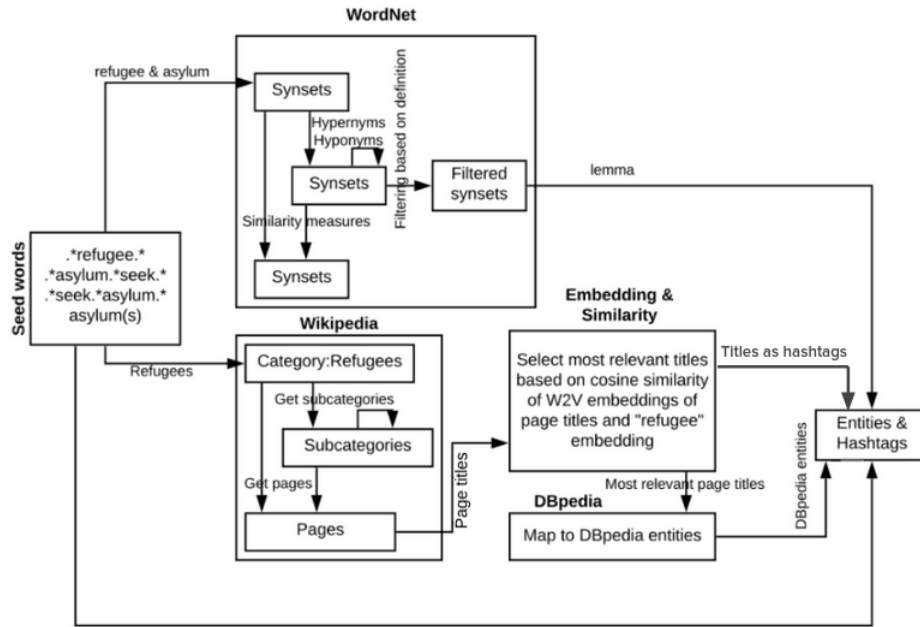 WordNet
refugee & asylum
Synsets
Hypernyms
Hyponyms
Filtering based on definition
Synsets
Filtered
synsets
lemma
Similarity measures
Synsets
Seed words
.*refugee.*
.*asylum.*seek.*
.*seek.*asylum.*
asylum(s)
Refugees
Wikipedia
Category:Refugees
Get subcategories
Subcategories
Get pages
Pages
Page titles
Embedding &
Similarity
Select most relevant titles
based on cosine similarity
of W2V embeddings of
page titles and "refugee"
embedding
Titles as hashtags
Most relevant page titles
DBpedia
Map to DBpedia entities
DBpedia entities
Entities &
Hashtags